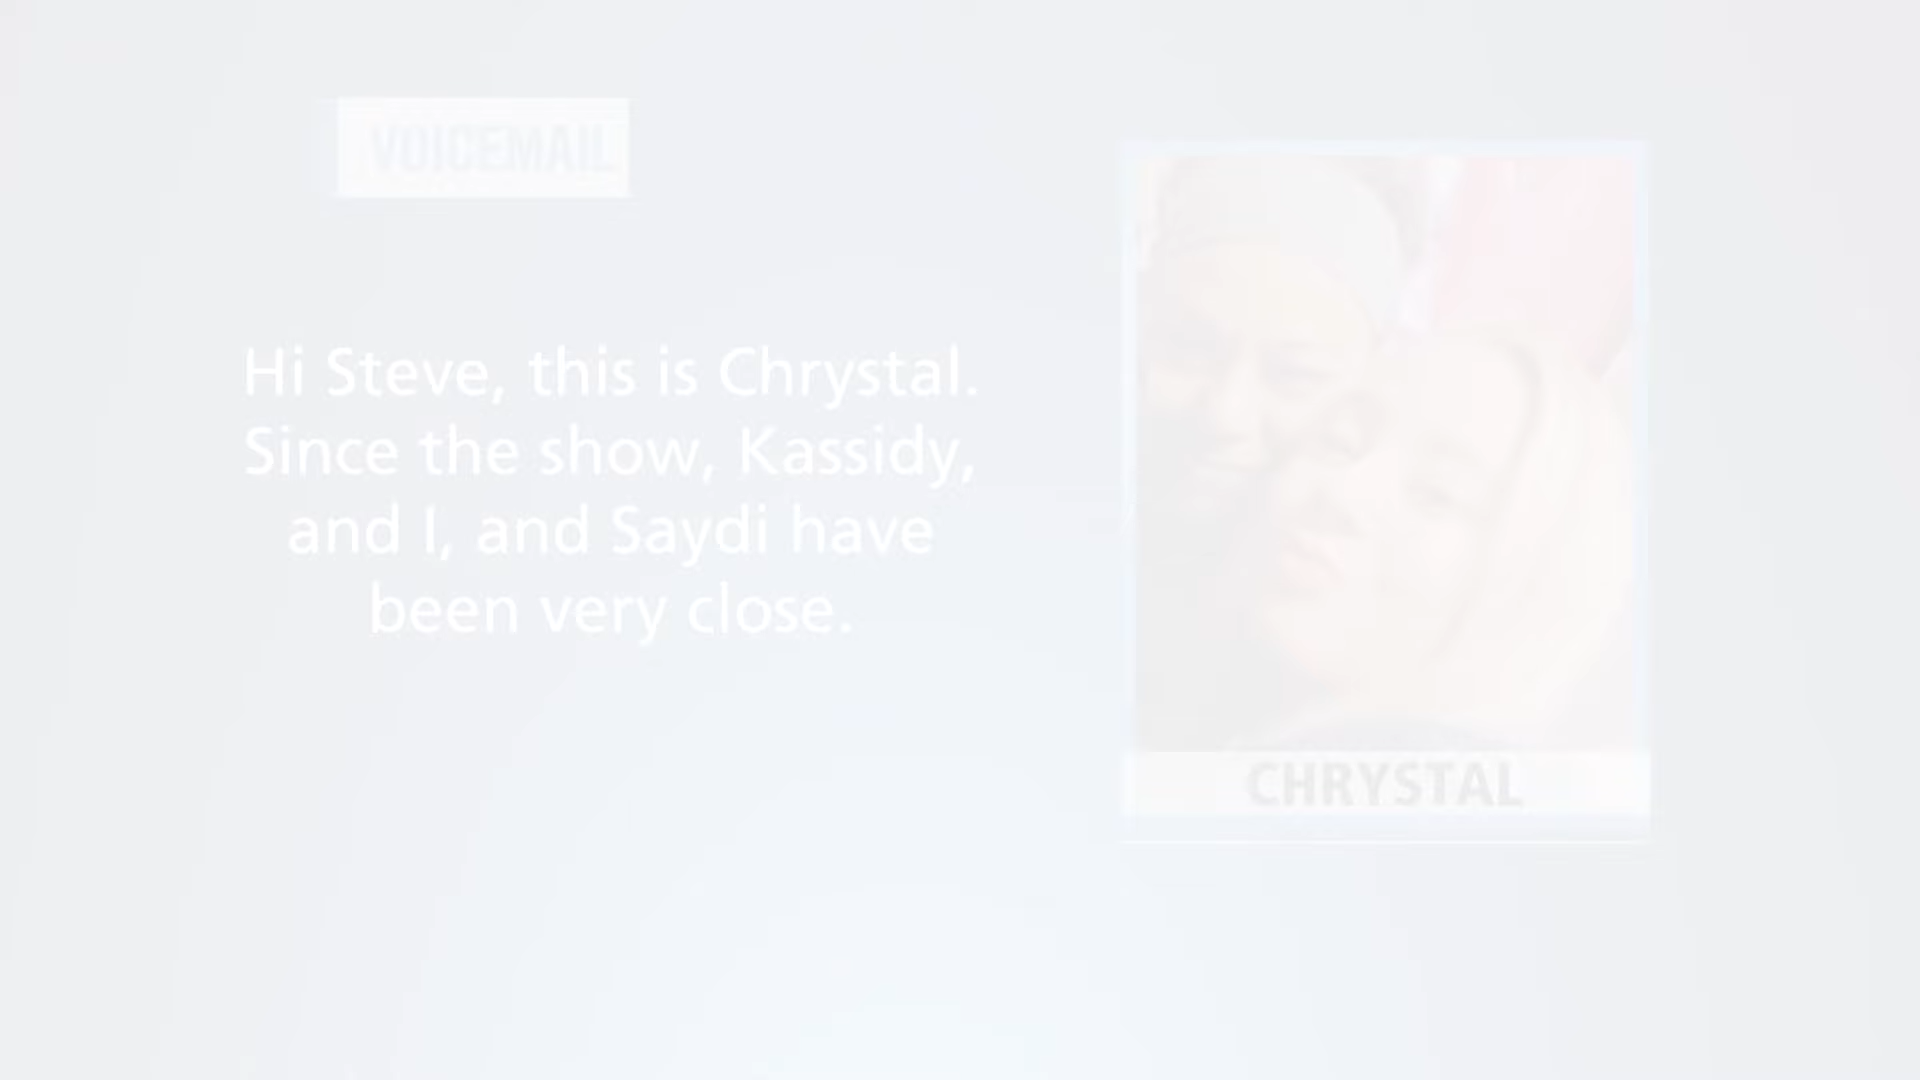 VOICEMAIL
Hi Steve, this is Chrystal.
Since the show, Kassidy,
and I, and Saydi have
been very close.
CHRYSTAL